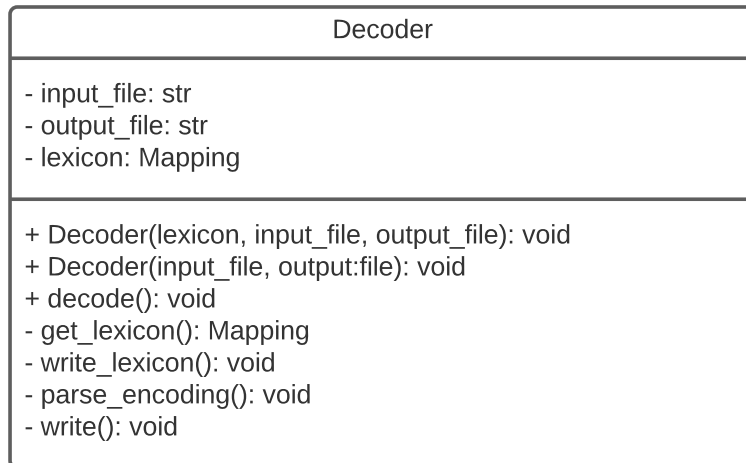 Decoder
- input_file: str
- output_file: str
- lexicon: Mapping
+ Decoder(lexicon, input_file, output_file): void
+ Decoder(input_file, output:file): void
+ decode(): void
- get_lexicon(): Mapping
- write_lexicon(): void
- parse_encoding(): void
- write(): void